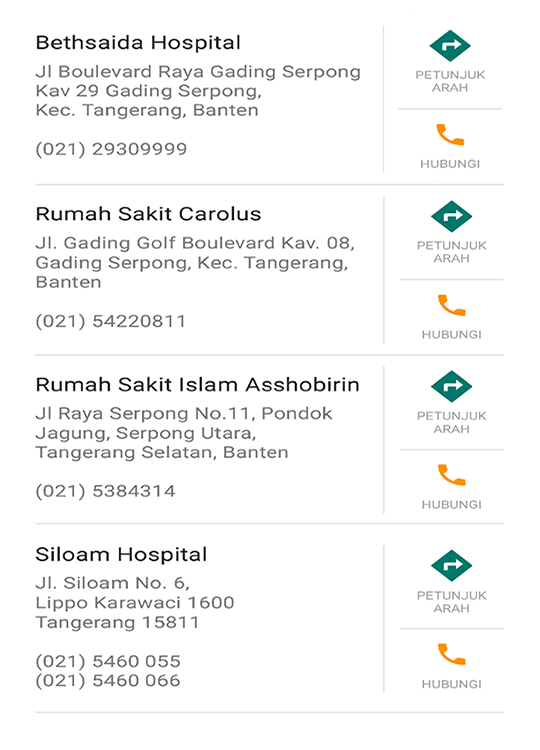 Bethsaida Hospital
Jl Boulevard Raya Gading Serpong
Kav 29 Gading Serpong,
Kec. Tangerang, Banten
(021) 29309999
PETUNJUK
ARAH
HUBUNGI
Rumah Sakit Carolus
Jl. Gading Golf Boulevard Kav. 08,
Gading Serpong, Kec. Tangerang,
Banten
(021) 54220811
PETUNJUK
ARAH
HUBUNGI
Rumah Sakit Islam Asshobirin
Jl Raya Serpong No.11, Pondok
Jagung, Serpong Utara,
Tangerang Selatan, Banten
(021) 5384314
PETUNJUK
ARAH
HUBUNGI
Siloam Hospital
Jl. Siloam No. 6,
Lippo Karawaci 1600
Tangerang 15811
(021) 5460 055
(021) 5460 066
PETUNJUK
ARAH
HUBUNGI